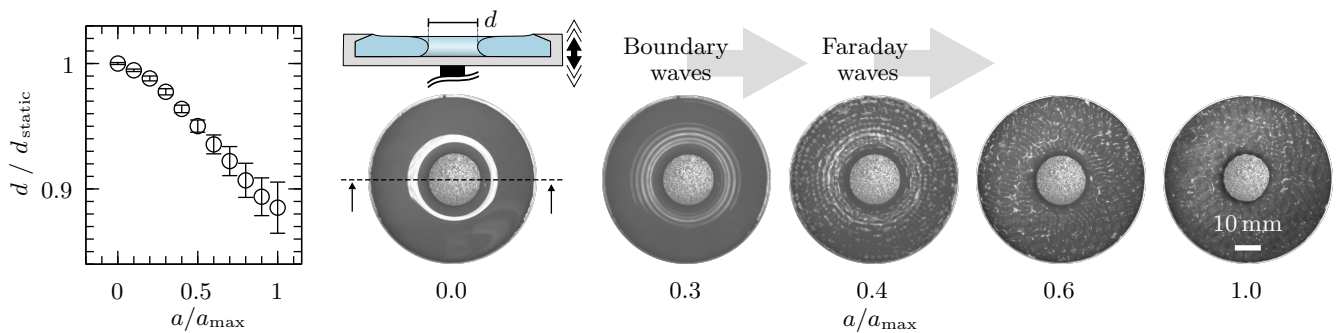 d / d_static
1
0.9
0
0.5
1
a/a_max
d
Boundary
waves
Faraday
waves
10 mm
0.0
0.3
0.4
0.6
1.0
a/a_max